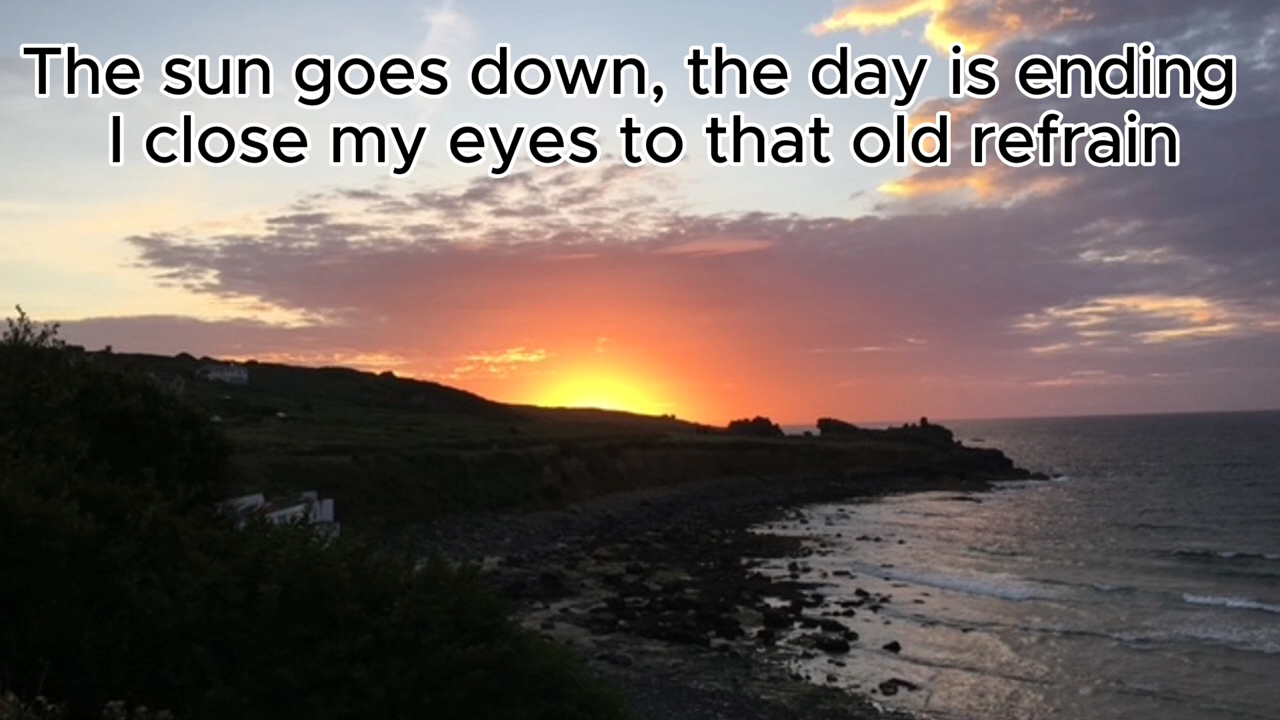 The sun goes down, the day is ending
I close my eyes to that old refrain